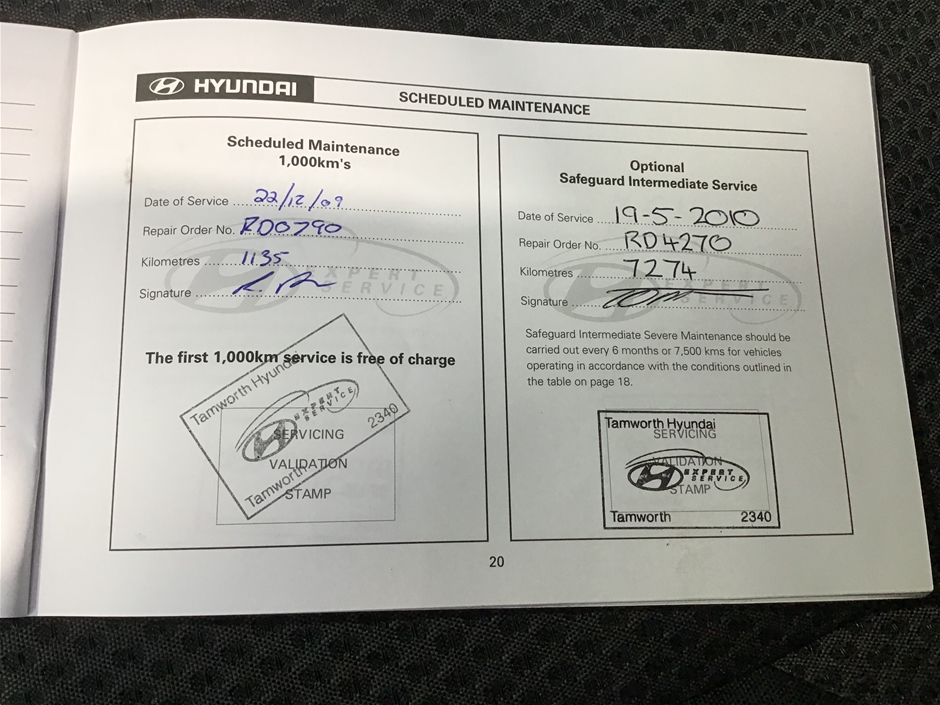 HYUNDAI
SCHEDULED MAINTENANCE
Scheduled Maintenance
1,000km's
Date of Service 22/12/09
Repair Order No. RD0790
Kilometres 1135
Signature
EXPERT
SERVICE
The first 1,000km service is free of charge
Tamworth Hyundai
EXPERT
SERVICE
SERVICING
VALIDATION
STAMP
Tamworth 2340
Optional
Safeguard Intermediate Service
Date of Service 19-5-2010
Repair Order No. RD4270
Kilometres 7274
Signature
EXPERT
SERVICE
Safeguard Intermediate Severe Maintenance should be
carried out every 6 months or 7,500 kms for vehicles
operating in accordance with the conditions outlined in
the table on page 18.
Tamworth Hyundai
SERVICING
VALIDATION
EXPERT
SERVICE
STAMP
Tamworth 2340
20